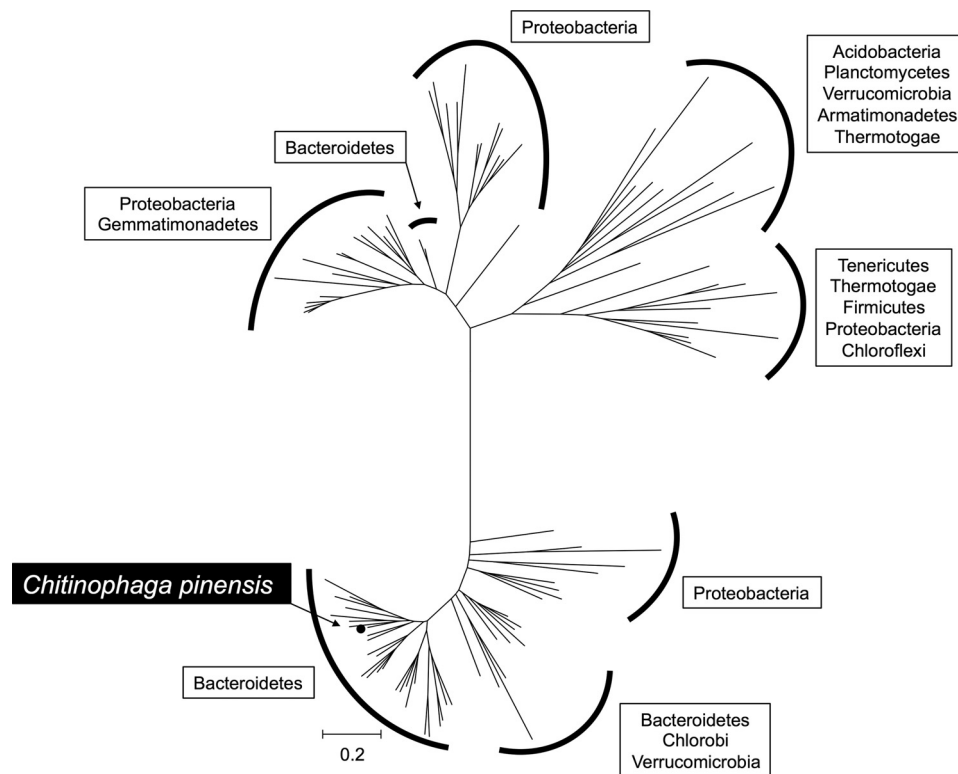 Proteobacteria
Acidobacteria
Planctomycetes
Verrucomicrobia
Armatimonadetes
Thermotogae
Bacteroidetes
Proteobacteria
Gemmatimonadetes
Tenericutes
Thermotogae
Firmicutes
Proteobacteria
Chloroflexi
Chitinophaga pinensis
Proteobacteria
Bacteroidetes
Bacteroidetes
Chlorobi
Verrucomicrobia
0.2